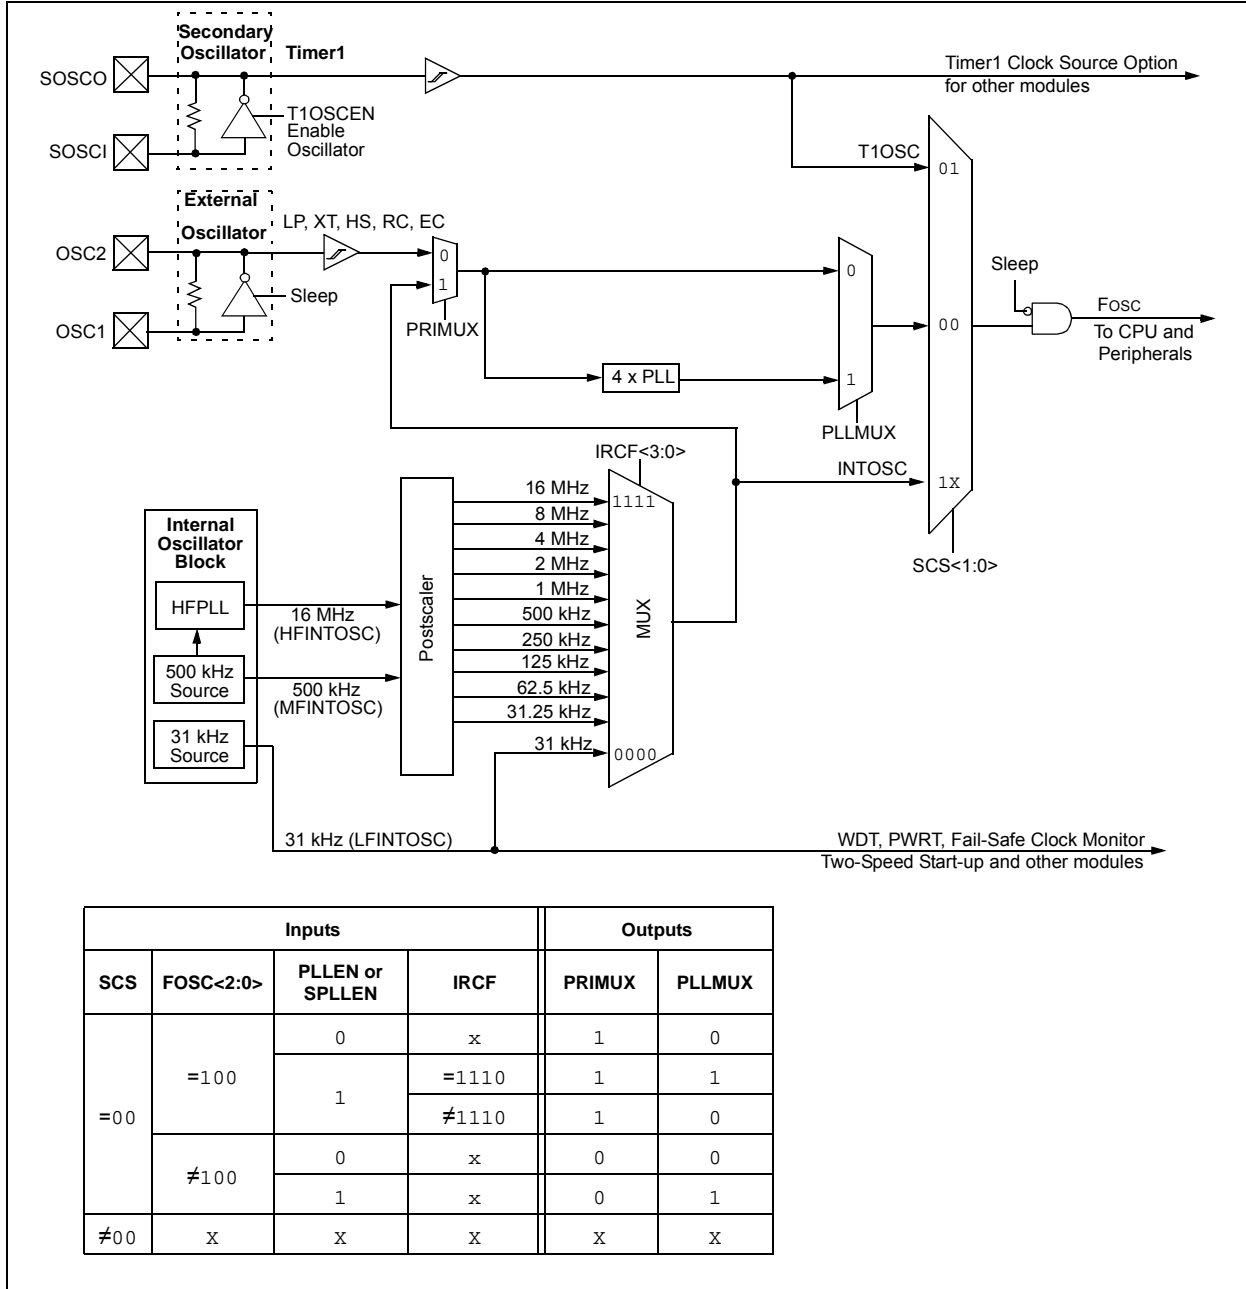 Secondary
Oscillator
Timer1
SOSCO
Timer1 Clock Source Option
for other modules
T1OSCEN
Enable
Oscillator
SOSCI
T1OSC
01
External
Oscillator
LP, XT, HS, RC, EC
OSC2
0
1
PRIMUX
Sleep
OSC1
0
1
4 x PLL
PLLMUX
00
Sleep
FOSC
To CPU and
Peripherals
IRCF<3:0>
INTOSC
1X
SCS<1:0>
Internal
Oscillator
Block
HFPLL
500 kHz
Source
31 kHz
Source
16 MHz
(HFINTOSC)
500 kHz
(MFINTOSC)
Postscaler
16 MHz
8 MHz
4 MHz
2 MHz
1 MHz
500 kHz
250 kHz
125 kHz
62.5 kHz
31.25 kHz
31 kHz
1111
MUX
0000
31 kHz (LFINTOSC)
WDT, PWRT, Fail-Safe Clock Monitor
Two-Speed Start-up and other modules
Inputs Outputs
SCS FOSC<2:0> PLLEN or SPLLEN IRCF PRIMUX PLLMUX
=00 =100 0 x 1 0
1 =1110 1 1
≠1110 1 0
≠100 0 x 0 0
1 x 0 1
≠00 X X X X X